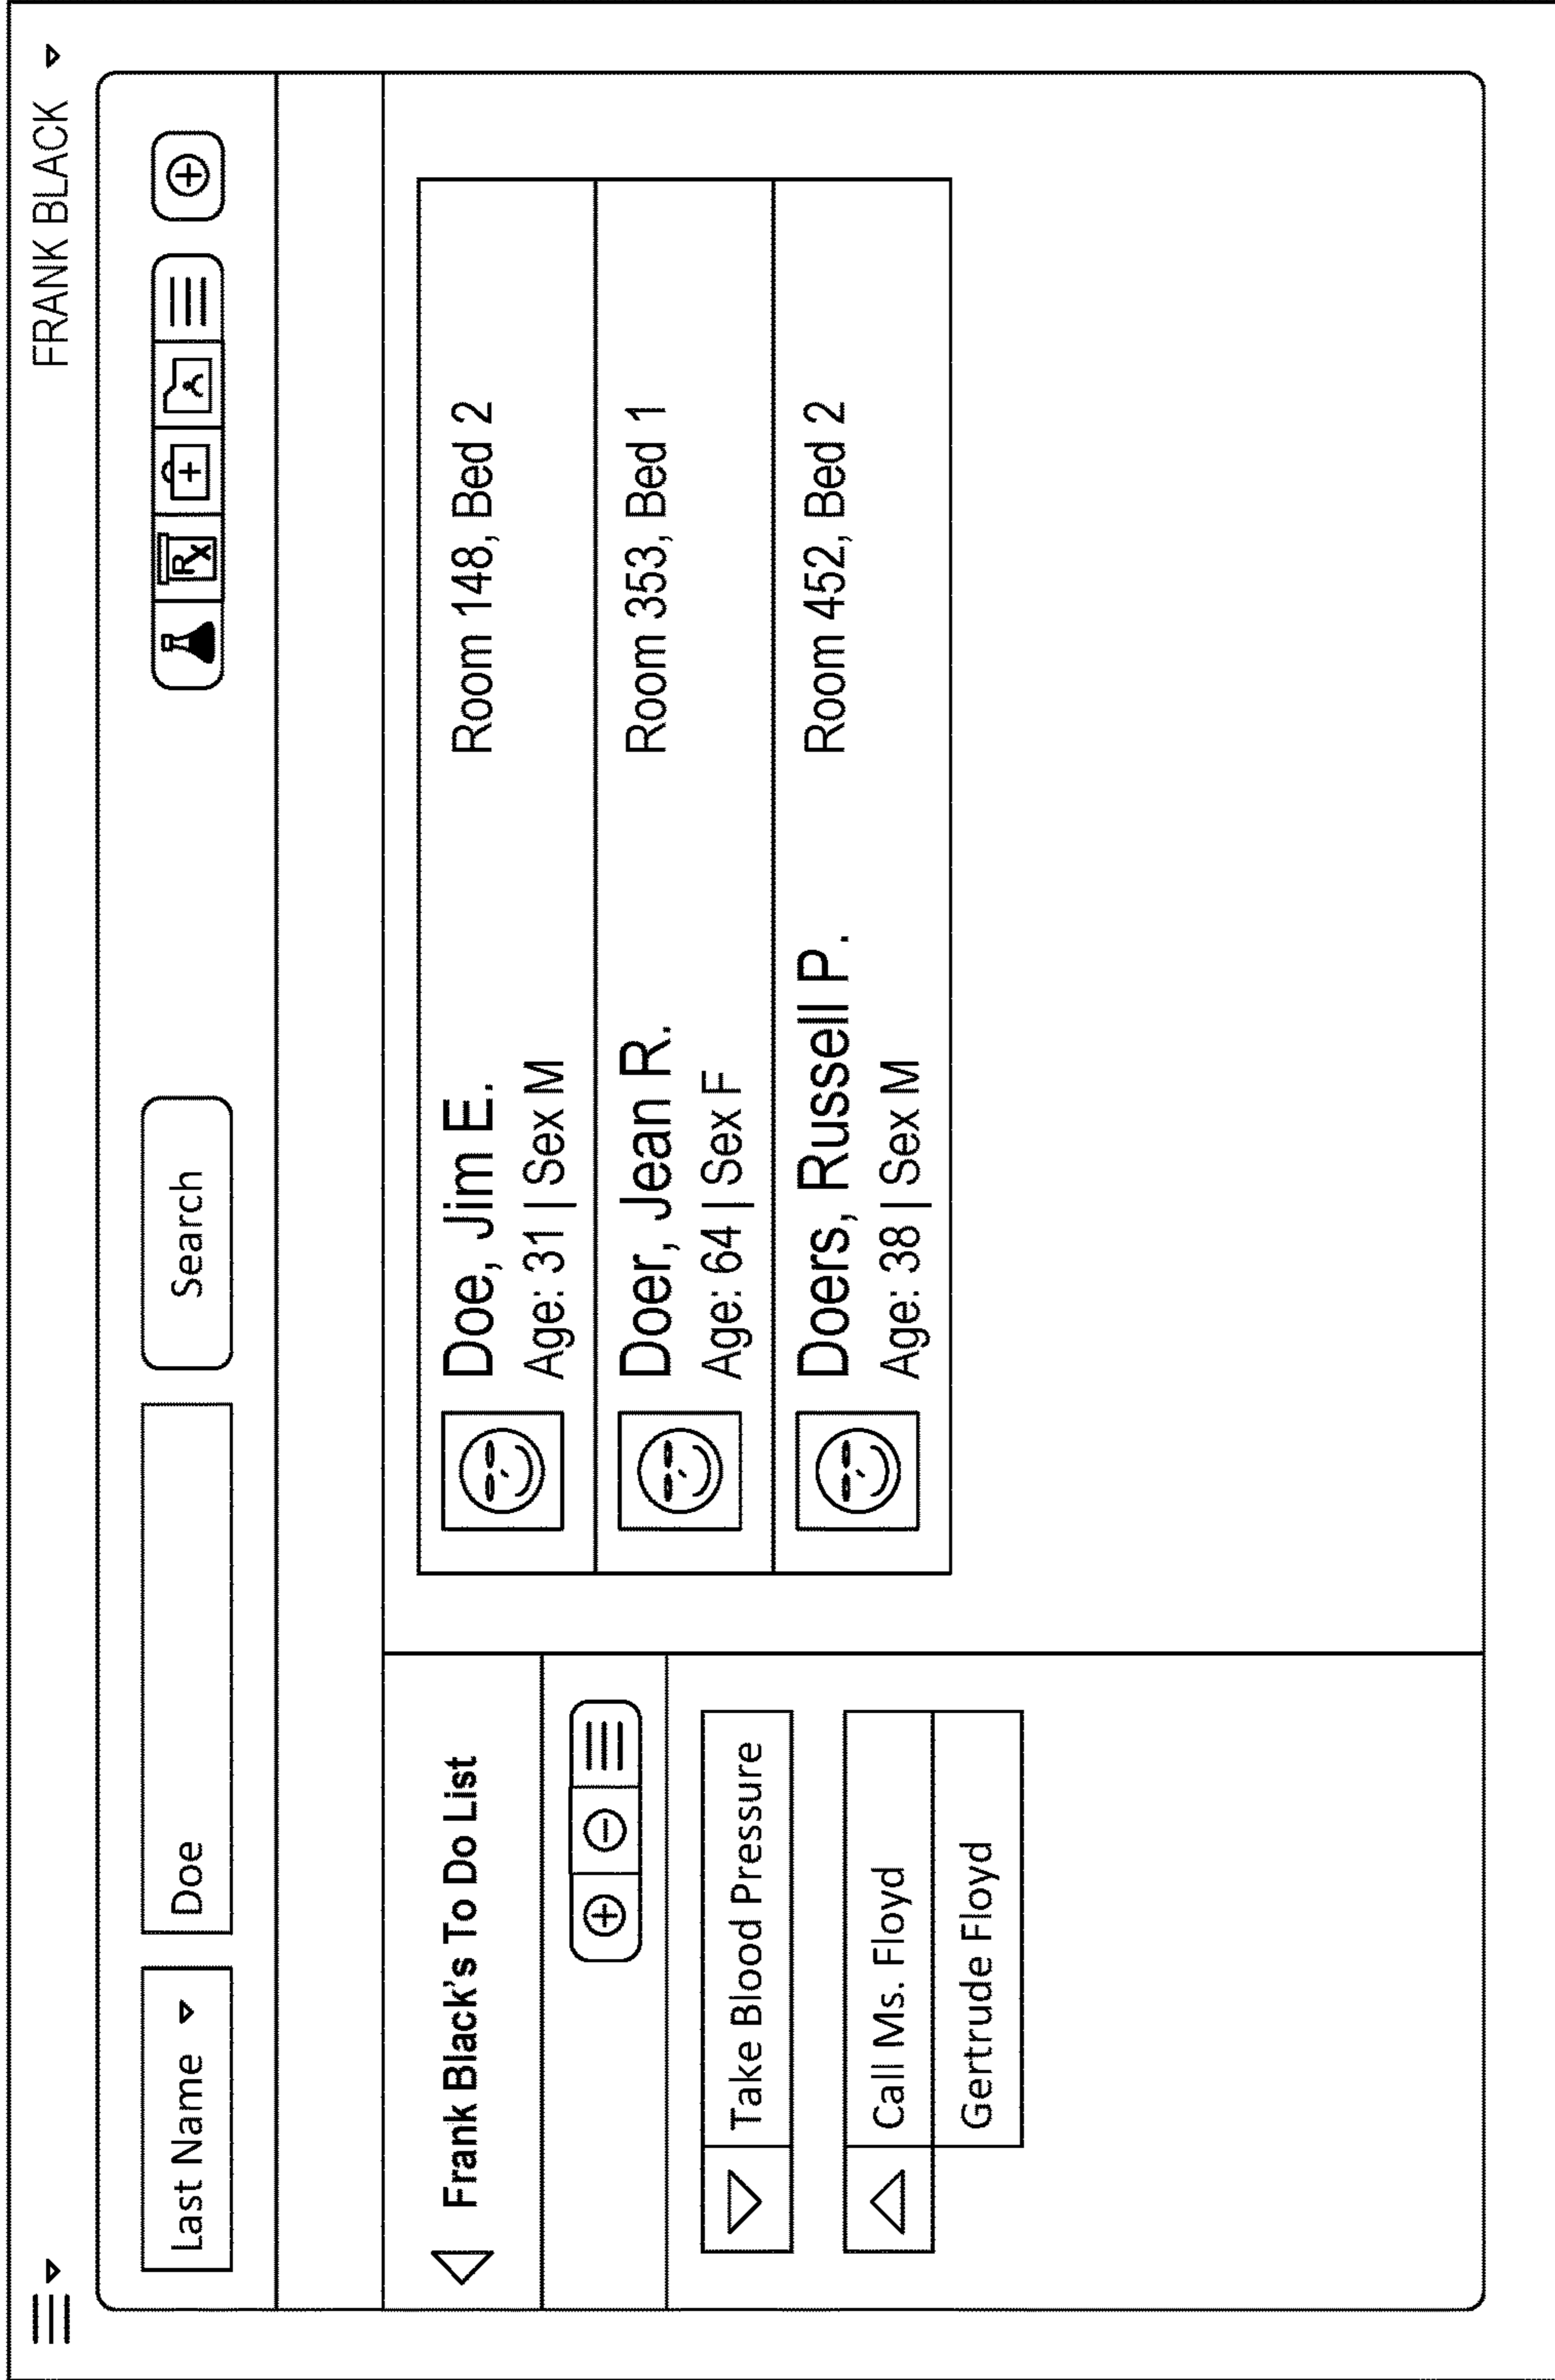 FRANK BLACK
Last Name
Doe
Search
Rx
Frank Black's To Do List
Take Blood Pressure
Call Ms. Floyd
Gertrude Floyd
Doe, Jim E.
Age: 31 | Sex M
Room 148, Bed 2
Doer, Jean R.
Age: 64 | Sex F
Room 353, Bed 1
Doers, Russell P.
Age: 38 | Sex M
Room 452, Bed 2